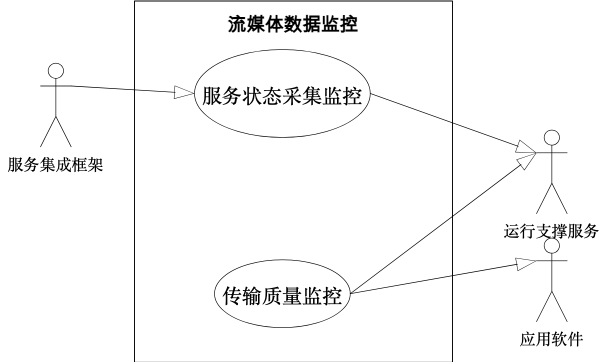 流媒体数据监控
服务状态采集监控
服务集成框架
运行支撑服务
传输质量监控
应用软件